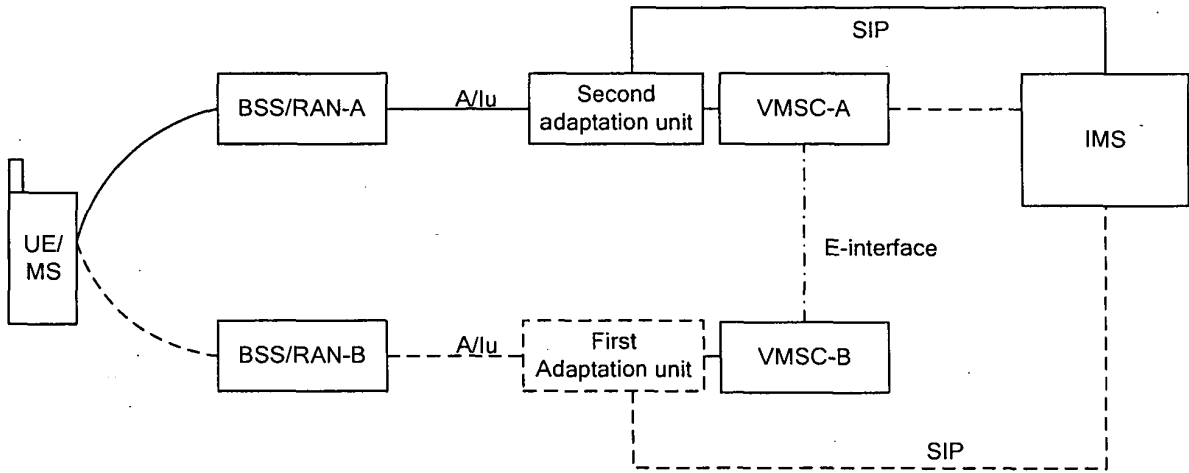 SIP
BSS/RAN-A
A/Iu
Second
adaptation unit
VMSC-A
IMS
UE/
MS
E-interface
BSS/RAN-B
A/Iu
First
Adaptation unit
VMSC-B
SIP